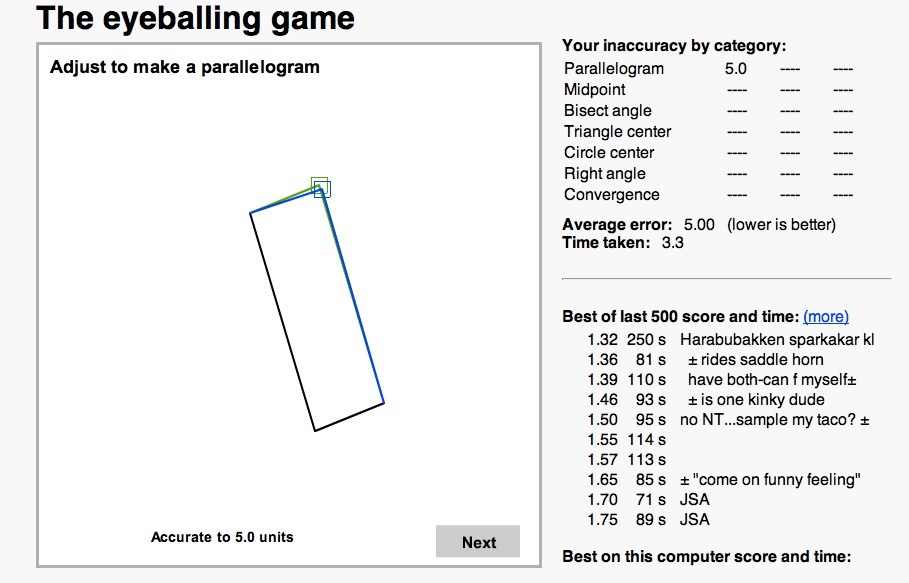 The eyeballing game
Adjust to make a parallelogram
Accurate to 5.0 units
Next
Your inaccuracy by category:
Parallelogram 5.0 ---- ----
Midpoint ---- ---- ----
Bisect angle ---- ---- ----
Triangle center ---- ---- ----
Circle center ---- ---- ----
Right angle ---- ---- ----
Convergence ---- ---- ----
Average error: 5.00 (lower is better)
Time taken: 3.3
Best of last 500 score and time: (more)
1.32 250 s Harabubakken sparkakar kl
1.36 81 s ± rides saddle horn
1.39 110 s have both-can f myself±
1.46 93 s ± is one kinky dude
1.50 95 s no NT...sample my taco? ±
1.55 114 s
1.57 113 s
1.65 85 s ± "come on funny feeling"
1.70 71 s JSA
1.75 89 s JSA
Best on this computer score and time: